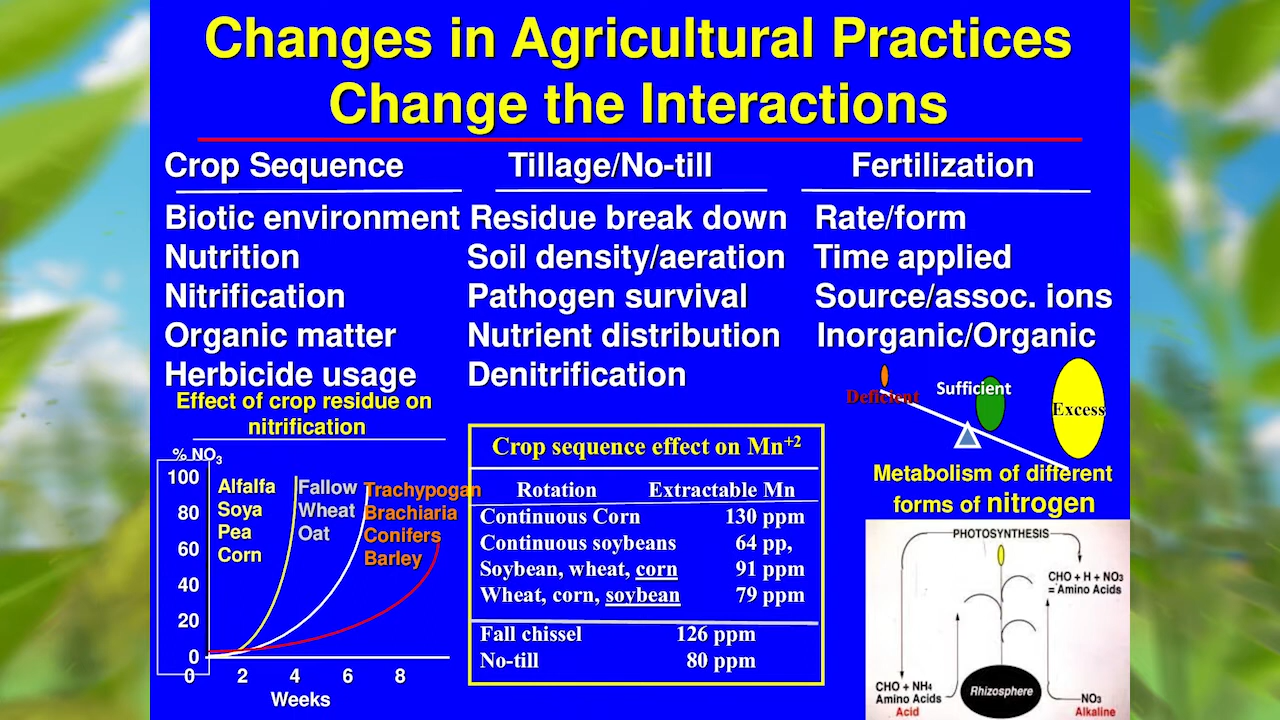 Changes in Agricultural Practices
Change the Interactions
Crop Sequence
Biotic environment
Nutrition
Nitrification
Organic matter
Herbicide usage
Tillage/No-till
Residue break down
Soil density/aeration
Pathogen survival
Nutrient distribution
Denitrification
Fertilization
Rate/form
Time applied
Source/assoc. ions
Inorganic/Organic
Effect of crop residue on
nitrification
% NO3
100
80
60
40
20
0
Alfalfa
Soya
Pea
Corn
Fallow
Wheat
Oat
Trachypogan
Brachiaria
Conifers
Barley
0 2 4 6 8
Weeks
Crop sequence effect on Mn+2
Rotation Extractable Mn
Continuous Corn 130 ppm
Continuous soybeans 64 pp,
Soybean, wheat, corn 91 ppm
Wheat, corn, soybean 79 ppm
Fall chissel 126 ppm
No-till 80 ppm
Deficient
Sufficient
Excess
Metabolism of different
forms of nitrogen
PHOTOSYNTHESIS
CHO + H + NO3
= Amino Acids
CHO + NH4
Amino Acids
Acid
Rhizosphere
NO3
Alkaline